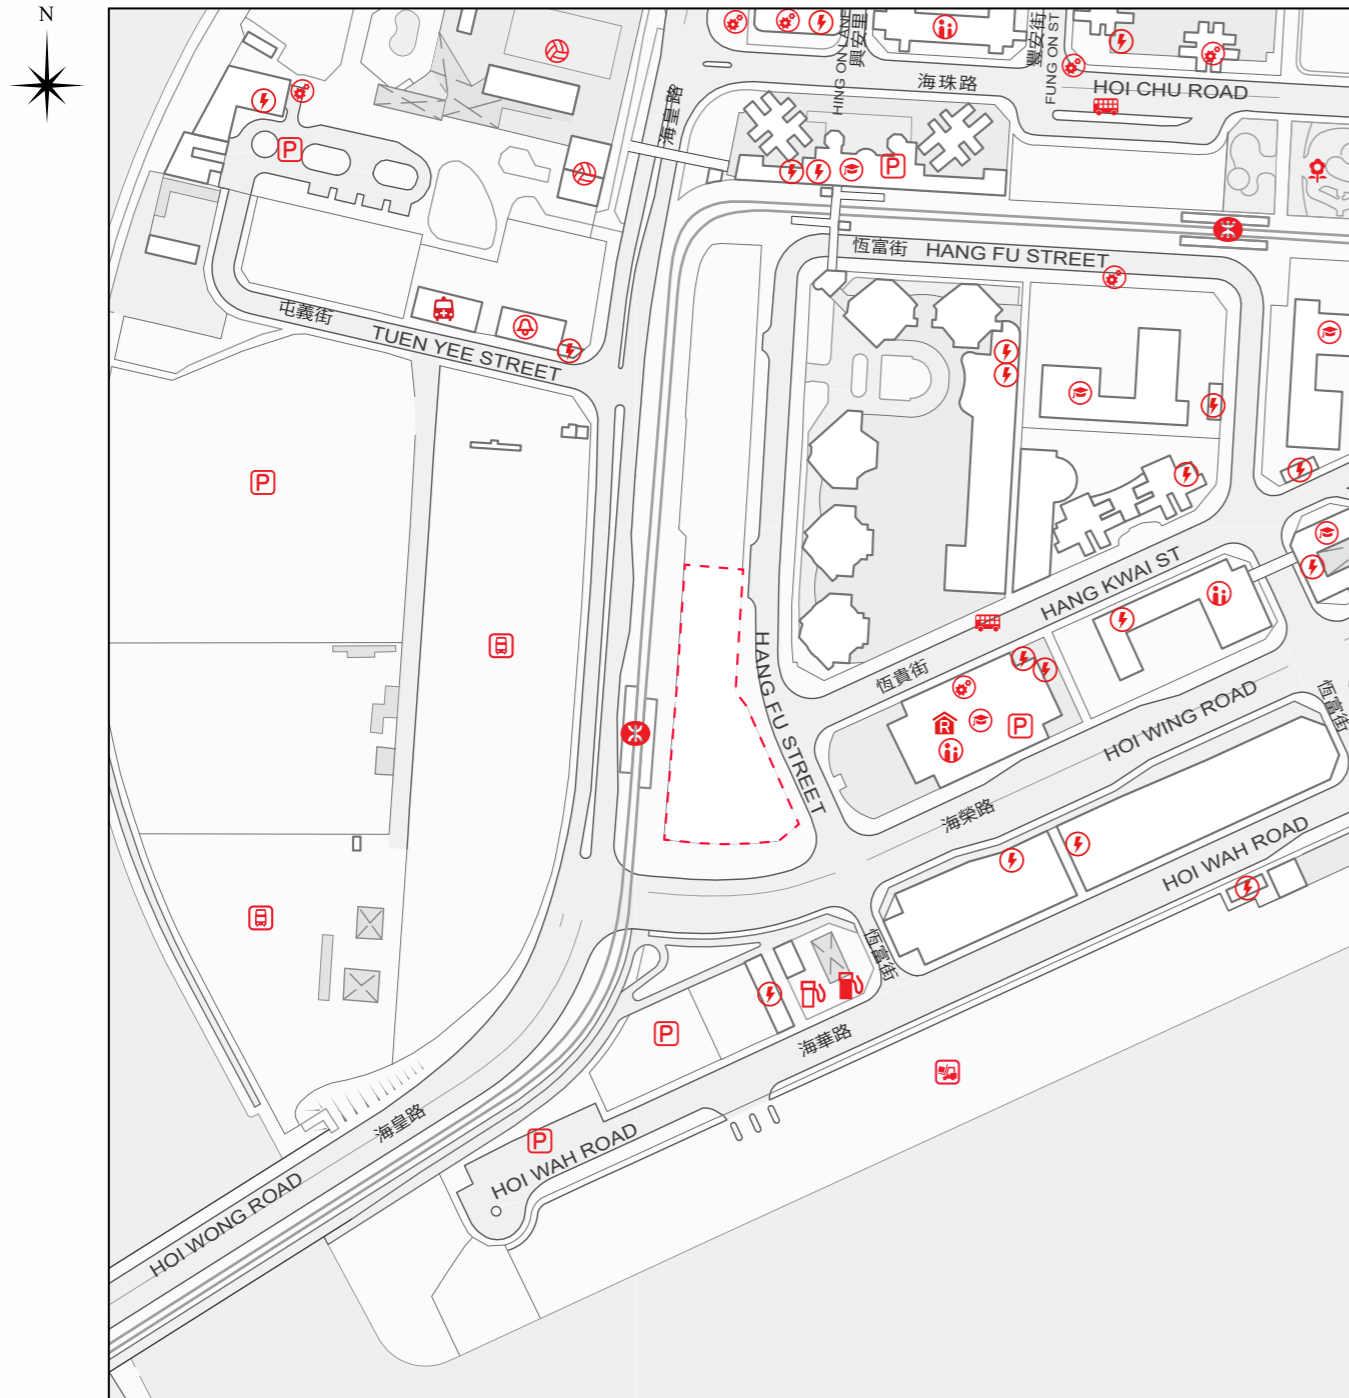 N
HING ON LANE
興安里
豐安街
FUNG ON ST
海珠路
HOI CHU ROAD
海皇路
P
P
恆富街 HANG FU STREET
屯義街
TUEN YEE STREET
P
HANG KWAI ST
HANG FU STREET
恆貴街
恆富街
R
P
HOI WING ROAD
海榮路
HOI WAH ROAD
恆富街
P
海華路
海皇路
P
HOI WAH ROAD
HOI WONG ROAD